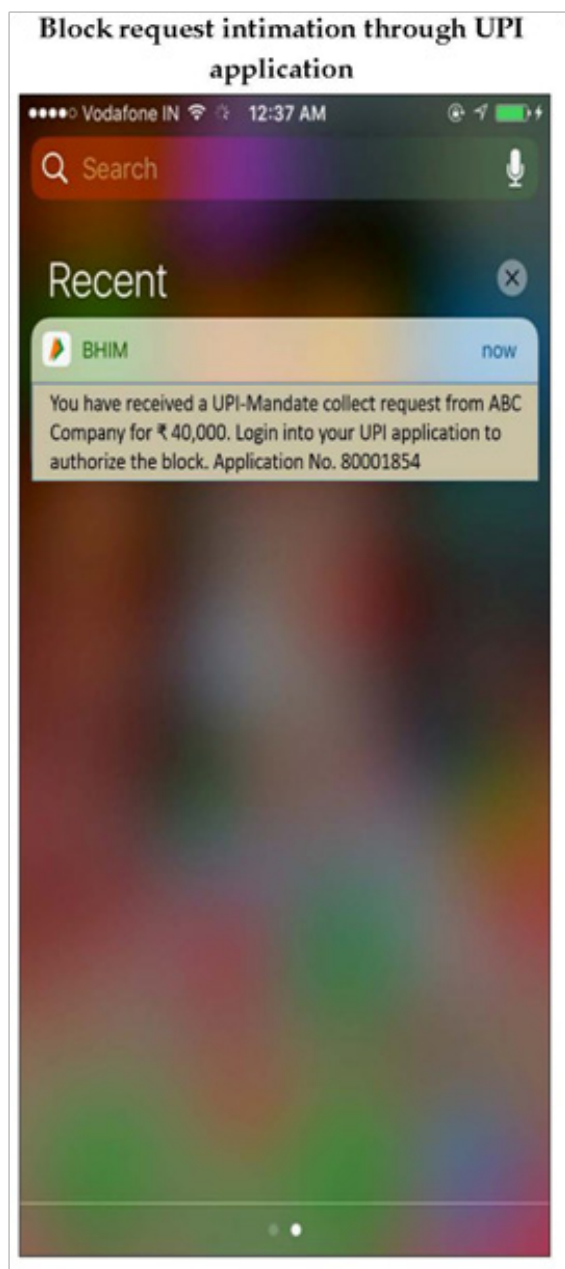 Block request intimation through UPI
application
Vodafone IN 12:37 AM
Search
Recent
BHIM now
You have received a UPI-Mandate collect request from ABC
Company for ₹ 40,000. Login into your UPI application to
authorize the block. Application No. 80001854